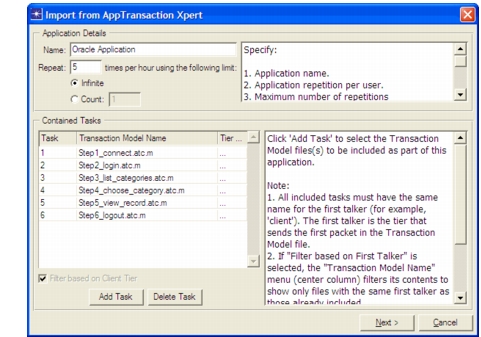 Import from AppTransaction Xpert
Application Details
Name: Oracle Application
Repeat: 5 times per hour using the following limit:
Infinite
Count: 1
Specify:
1. Application name.
2. Application repetition per user.
3. Maximum number of repetitions
Contained Tasks
Task Transaction Model Name Tier ...
1 Step1_connect.atc.m ...
2 Step2_login.atc.m ...
3 Step3_list_categories.atc.m ...
4 Step4_choose_category.atc.m ...
5 Step5_view_record.atc.m ...
6 Step6_logout.atc.m ...
Filter based on Client Tier
Add Task Delete Task
Click 'Add Task' to select the Transaction
Model files(s) to be included as part of this
application.
Note:
1. All included tasks must have the same
name for the first talker (for example,
'client'). The first talker is the tier that
sends the first packet in the Transaction
Model file.
2. If "Filter based on First Talker" is
selected, the "Transaction Model Name"
menu (center column) filters its contents to
show only files with the same first talker as
those already included.
Next > Cancel